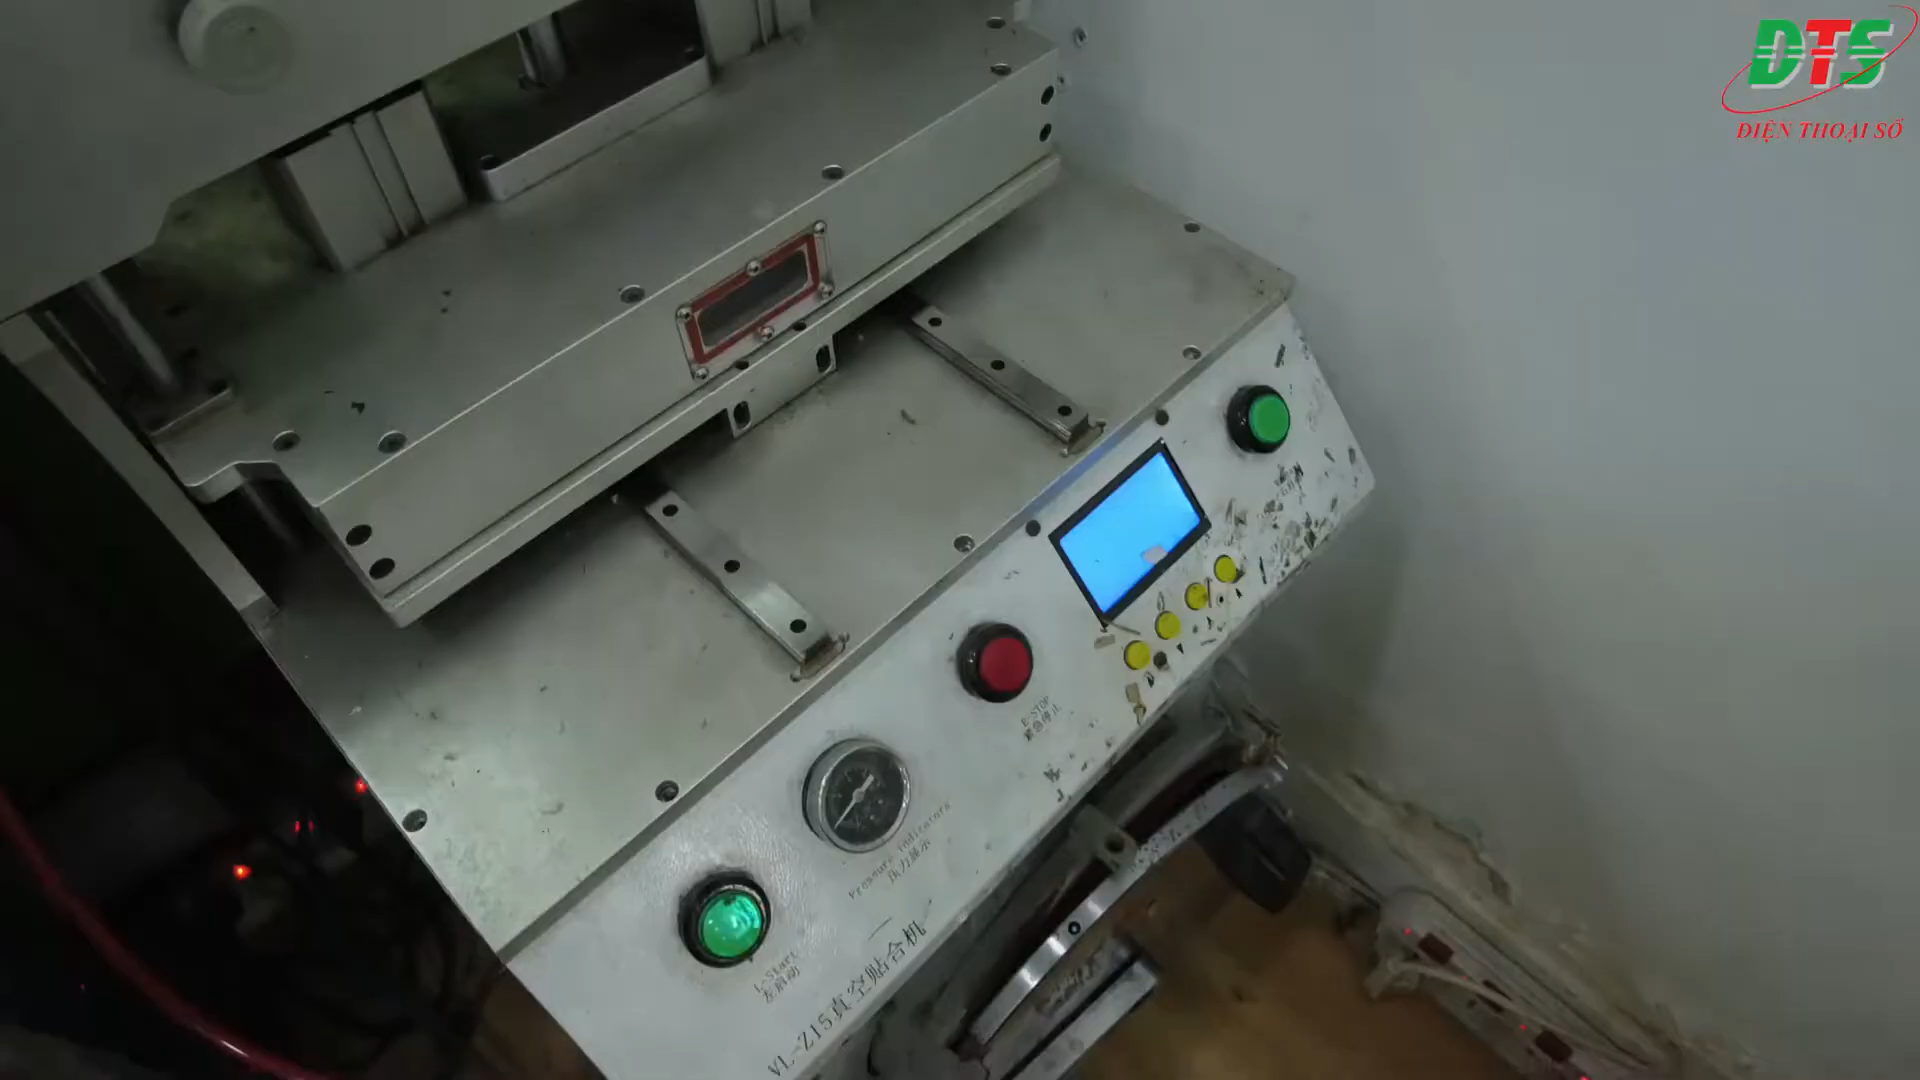 DTS
ĐIỆN THOẠI SỐ
E-STOP
紧急停止
Pressure indicators
压力显示
L-Start
左启动
VL-Z15真空贴合机